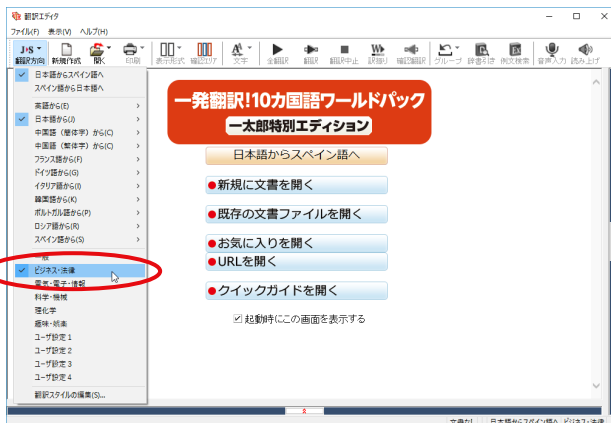 翻訳エディタ
ファイル(F) 表示(V) ヘルプ(H)
J▸S
翻訳方向 新規作成 開く 印刷 表示形式 確認エリア 文字 全翻訳 翻訳 翻訳中止 訳振り 確認翻訳 グループ 辞書引き 例文検索 音声入力 読み上げ
日本語からスペイン語へ
スペイン語から日本語へ
英語から(E)
日本語から(J)
中国語（簡体字）から(C)
中国語（繁体字）から(C)
フランス語から(F)
ドイツ語から(G)
イタリア語から(I)
韓国語から(K)
ポルトガル語から(P)
ロシア語から(R)
スペイン語から(S)
一般
ビジネス・法律
電気・電子・情報
科学・機械
理化学
趣味・娯楽
ユーザ設定 1
ユーザ設定 2
ユーザ設定 3
ユーザ設定 4
翻訳スタイルの編集(S)...
一発翻訳!10カ国語ワールドパック
一太郎特別エディション
日本語からスペイン語へ
●新規に文書を開く
●既存の文書ファイルを開く
●お気に入りを開く
●URLを開く
●クイックガイドを開く
起動時にこの画面を表示する
文書なし 日本語からスペイン語へ ビジネス・法律